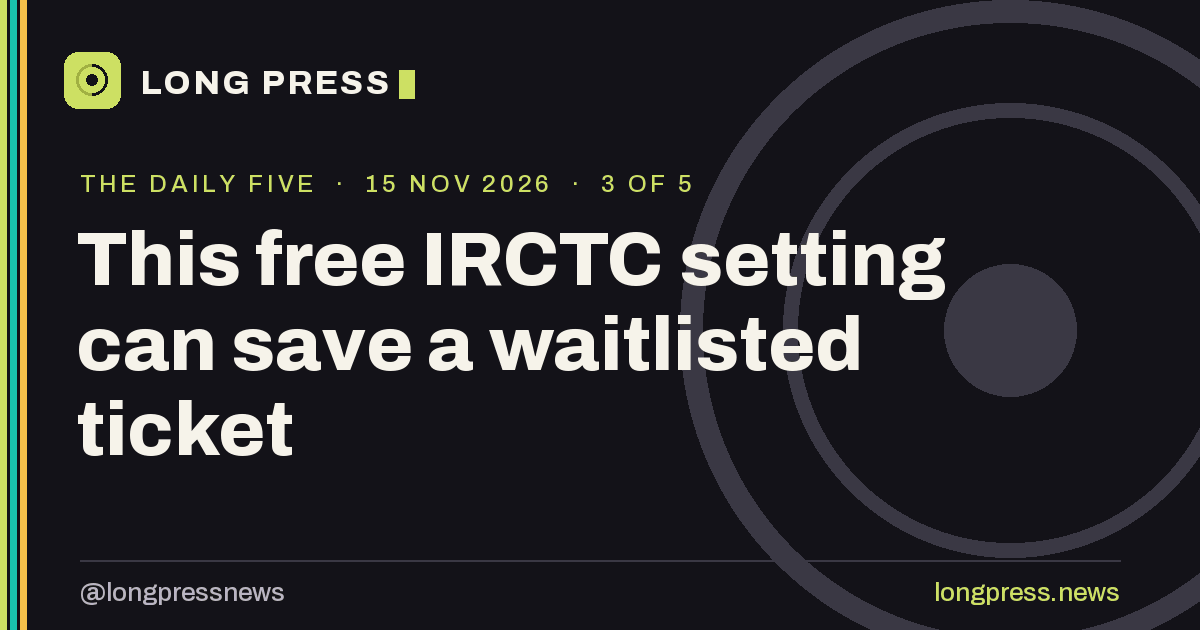 LONG PRESS
THE DAILY FIVE · 15 NOV 2026 · 3 OF 5
This free IRCTC setting
can save a waitlisted
ticket
@longpressnews
longpress.news